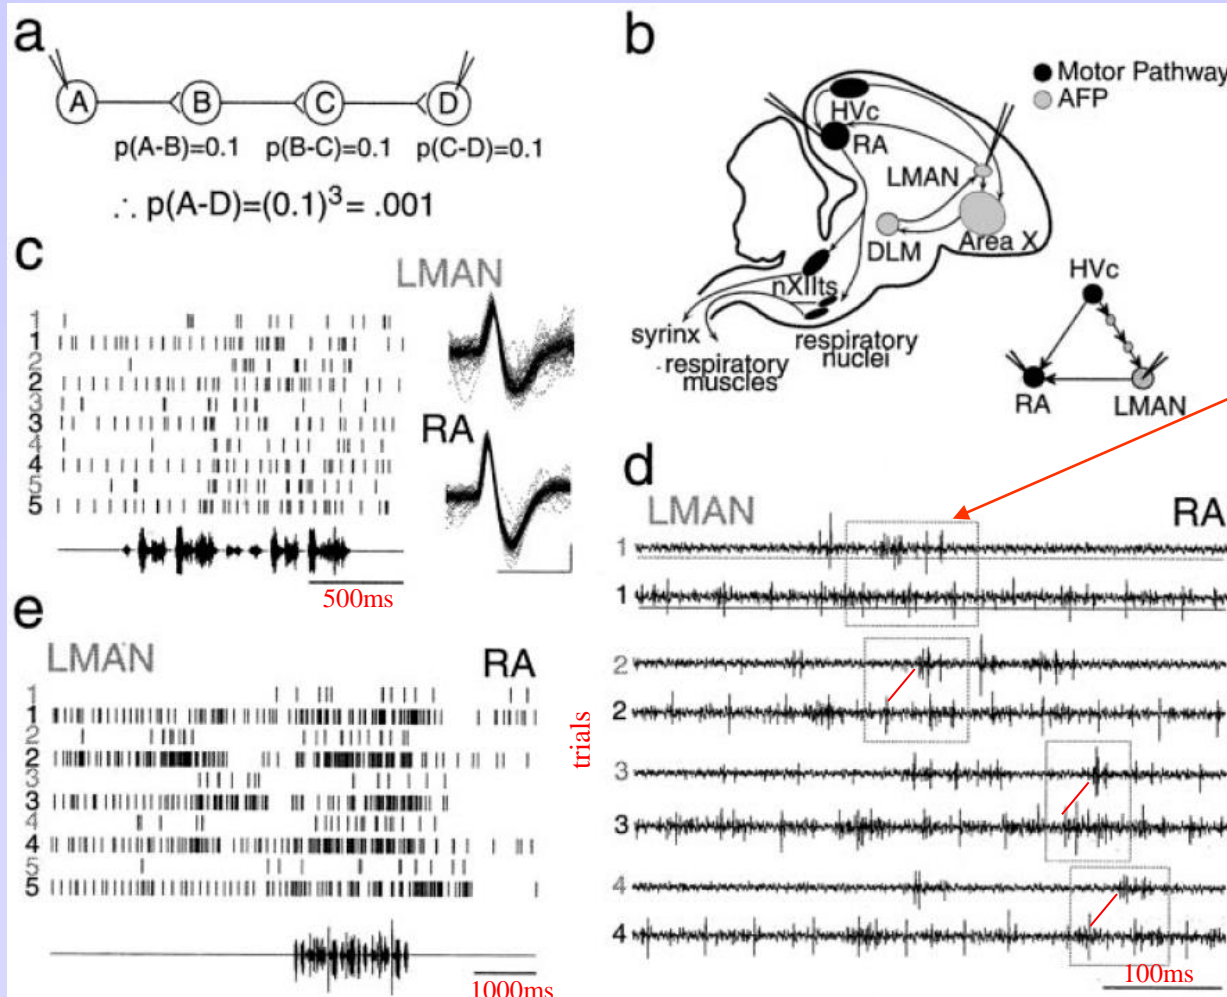 a
A B C D
p(A-B)=0.1 p(B-C)=0.1 p(C-D)=0.1
∴ p(A-D)=(0.1)³= .001
b
Motor Pathway
AFP
HVc
RA
LMAN
DLM
Area X
nXIIts
syrinx
respiratory
muscles
respiratory
nuclei
HVc
RA
LMAN
c
LMAN
RA
1
1
2
2
3
3
4
4
5
5
500ms
d
LMAN
RA
1
1
2
2
3
3
4
4
trials
100ms
e
LMAN
RA
1
1
2
2
3
3
4
4
5
5
1000ms